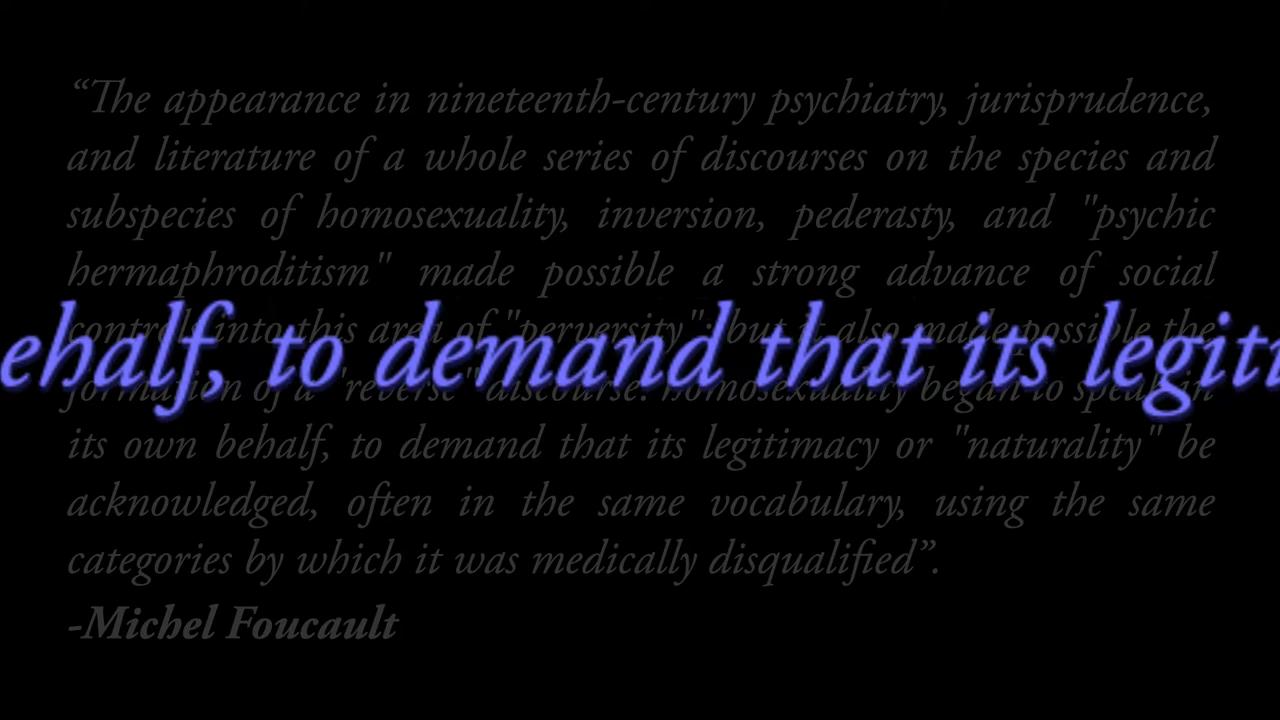 “The appearance in nineteenth-century psychiatry, jurisprudence,
and literature of a whole series of discourses on the species and
subspecies of homosexuality, inversion, pederasty, and "psychic
hermaphroditism" made possible a strong advance of social
controls into this area of "perversity"; but it also made possible the
ehalf, to demand that its legiti
formation of a "reverse" discourse: homosexuality began to speak in
its own behalf, to demand that its legitimacy or "naturality" be
acknowledged, often in the same vocabulary, using the same
categories by which it was medically disqualified”.
-Michel Foucault